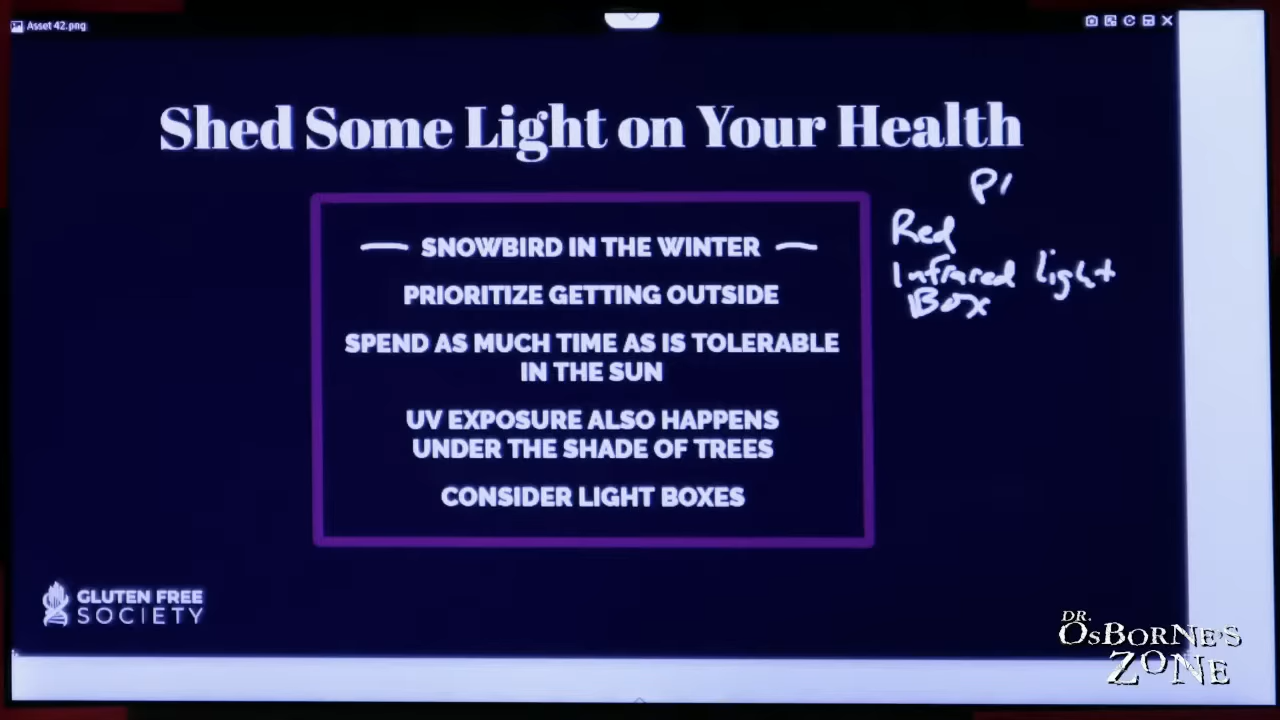 Asset 42.png
Shed Some Light on Your Health
SNOWBIRD IN THE WINTER
PRIORITIZE GETTING OUTSIDE
SPEND AS MUCH TIME AS IS TOLERABLE
IN THE SUN
UV EXPOSURE ALSO HAPPENS
UNDER THE SHADE OF TREES
CONSIDER LIGHT BOXES
Red
Infrared light
Box
GLUTEN FREE
SOCIETY
DR.
OSBORNE'S
ZONE